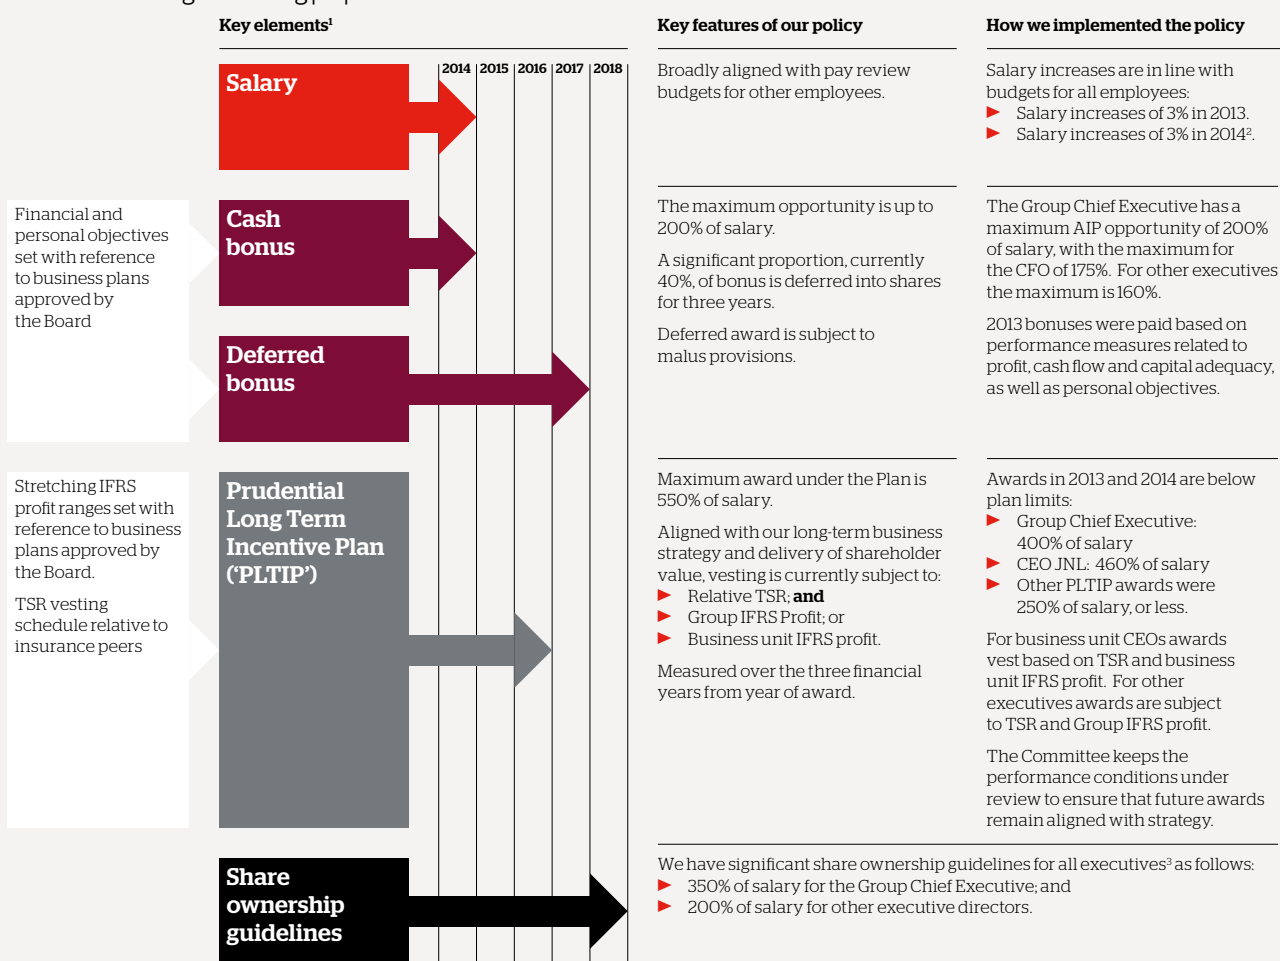 Key elements¹
Key features of our policy
How we implemented the policy
2014 2015 2016 2017 2018
Salary
Broadly aligned with pay review
budgets for other employees.
Salary increases are in line with
budgets for all employees:
Salary increases of 3% in 2013.
Salary increases of 3% in 2014².
Financial and
personal objectives
set with reference
to business plans
approved by
the Board
Cash
bonus
Deferred
bonus
The maximum opportunity is up to
200% of salary.
A significant proportion, currently
40%, of bonus is deferred into shares
for three years.
Deferred award is subject to
malus provisions.
The Group Chief Executive has a
maximum AIP opportunity of 200%
of salary, with the maximum for
the CFO of 175%. For other executives
the maximum is 160%.
2013 bonuses were paid based on
performance measures related to
profit, cash flow and capital adequacy,
as well as personal objectives.
Stretching IFRS
profit ranges set with
reference to business
plans approved by
the Board.
TSR vesting
schedule relative to
insurance peers
Prudential
Long Term
Incentive Plan
(‘PLTIP’)
Maximum award under the Plan is
550% of salary.
Aligned with our long-term business
strategy and delivery of shareholder
value, vesting is currently subject to:
Relative TSR; and
Group IFRS Profit; or
Business unit IFRS profit.
Measured over the three financial
years from year of award.
Awards in 2013 and 2014 are below
plan limits:
Group Chief Executive:
400% of salary
CEO JNL: 460% of salary
Other PLTIP awards were
250% of salary, or less.
For business unit CEOs awards
vest based on TSR and business
unit IFRS profit. For other
executives awards are subject
to TSR and Group IFRS profit.
The Committee keeps the
performance conditions under
review to ensure that future awards
remain aligned with strategy.
Share
ownership
guidelines
We have significant share ownership guidelines for all executives³ as follows:
350% of salary for the Group Chief Executive; and
200% of salary for other executive directors.